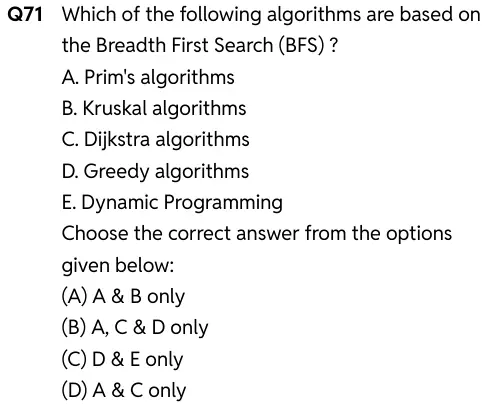 Q71 Which of the following algorithms are based on
the Breadth First Search (BFS) ?
A. Prim's algorithms
B. Kruskal algorithms
C. Dijkstra algorithms
D. Greedy algorithms
E. Dynamic Programming
Choose the correct answer from the options
given below:
(A) A & B only
(B) A, C & D only
(C) D & E only
(D) A & C only